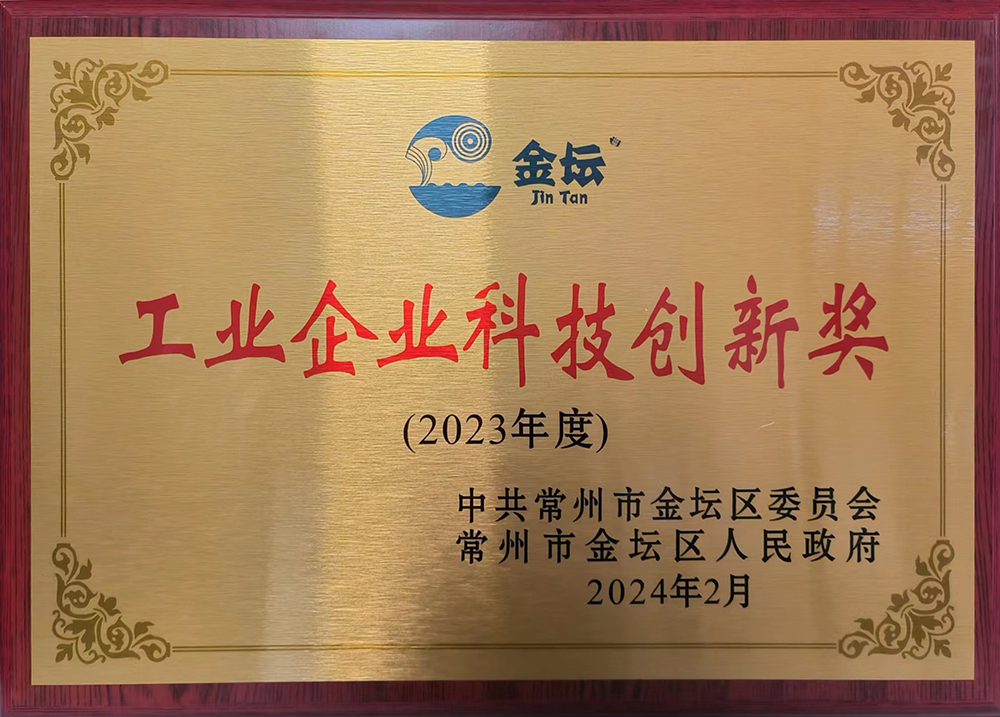 金坛
Jin Tan
工业企业科技创新奖
(2023年度)
中共常州市金坛区委员会
常州市金坛区人民政府
2024年2月